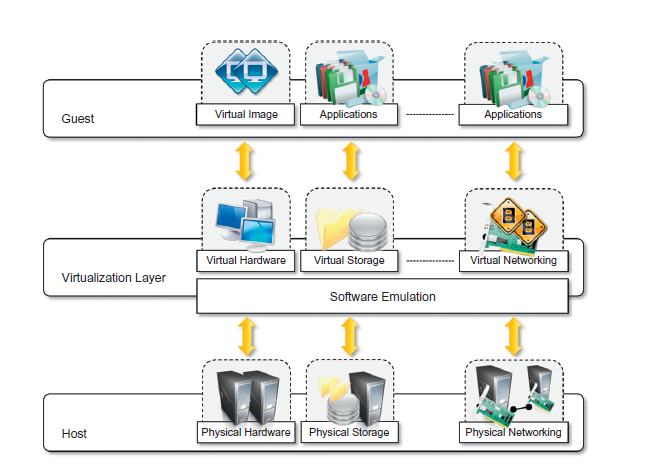 Guest
Virtual Image
Applications
Applications
Virtualization Layer
Virtual Hardware
Virtual Storage
Virtual Networking
Software Emulation
Host
Physical Hardware
Physical Storage
Physical Networking